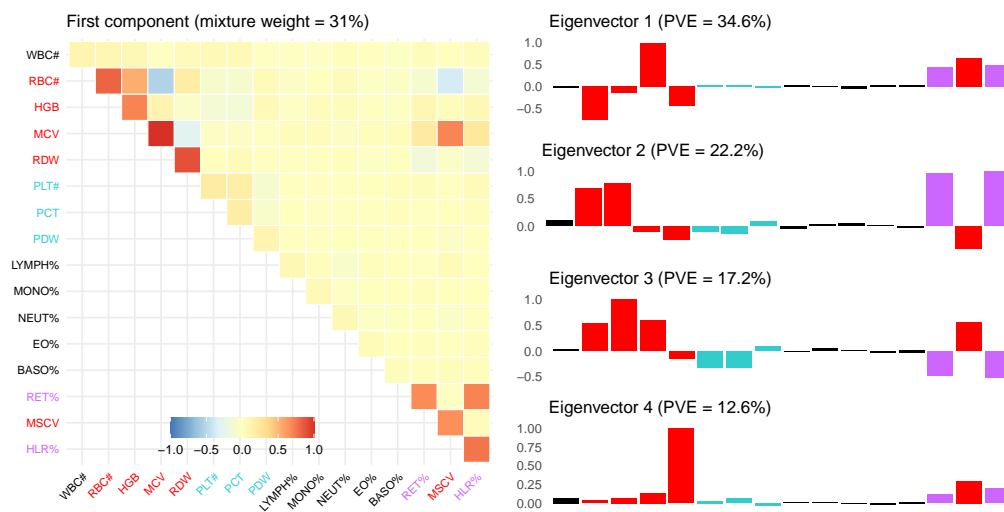 First component (mixture weight = 31%)
WBC#
RBC#
HGB
MCV
RDW
PLT#
PCT
PDW
LYMPH%
MONO%
NEUT%
EO%
BASO%
RET%
MSCV
HLR%
−1.0 −0.5 0.0 0.5 1.0
WBC# RBC# HGB MCV RDW PLT# PCT PDW LYMPH% MONO% NEUT% EO% BASO% RET% MSCV HLR%
Eigenvector 1 (PVE = 34.6%)
1.0
0.5
0.0
−0.5
Eigenvector 2 (PVE = 22.2%)
1.0
0.5
0.0
Eigenvector 3 (PVE = 17.2%)
1.0
0.5
0.0
−0.5
Eigenvector 4 (PVE = 12.6%)
1.00
0.75
0.50
0.25
0.00